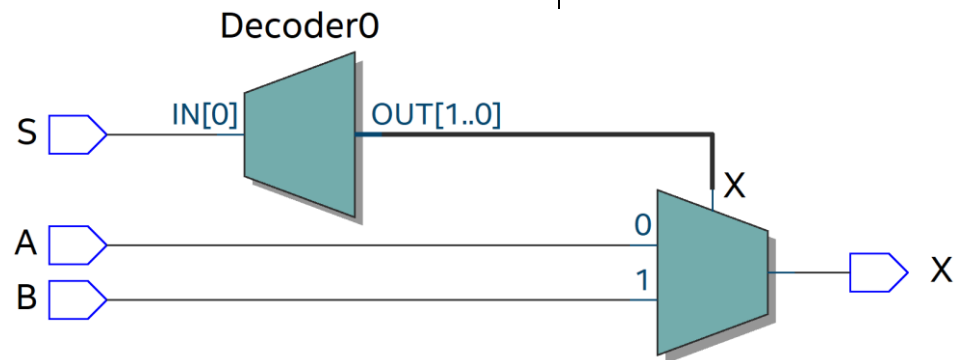 Decoder0
S IN[0] OUT[1..0]
X
A 0
B 1
X